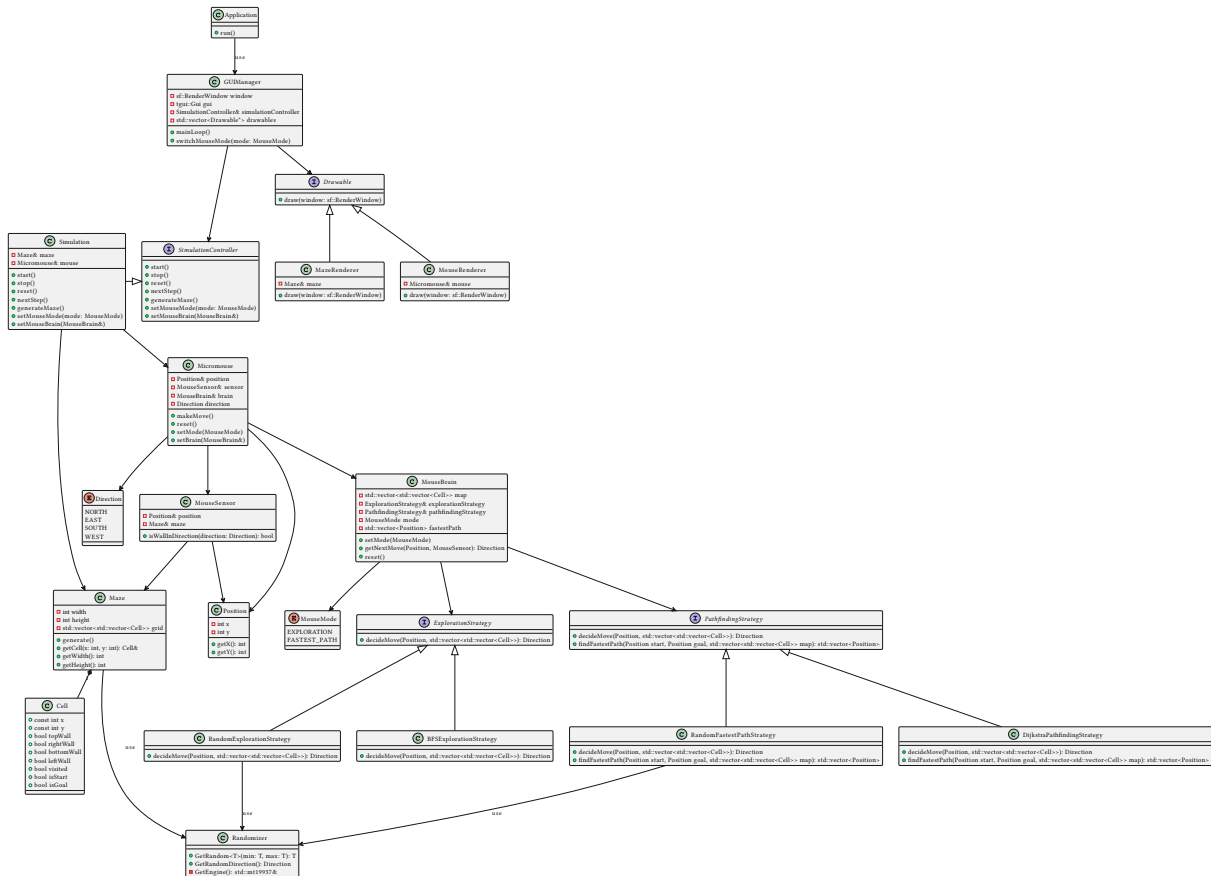 C Application
run()
use
C GUIManager
sf::RenderWindow window
tgui::Gui gui
SimulationController& simulationController
std::vector<Drawable*> drawables
mainLoop()
switchMouseMode(mode: MouseMode)
I Drawable
draw(window: sf::RenderWindow)
C Simulation
Maze& maze
Micromouse& mouse
start()
stop()
reset()
nextStep()
generateMaze()
setMouseMode(mode: MouseMode)
setMouseBrain(MouseBrain&)
I SimulationController
start()
stop()
reset()
nextStep()
generateMaze()
setMouseMode(mode: MouseMode)
setMouseBrain(MouseBrain&)
C MazeRenderer
Maze& maze
draw(window: sf::RenderWindow)
C MouseRenderer
Micromouse& mouse
draw(window: sf::RenderWindow)
C Micromouse
Position& position
MouseSensor& sensor
MouseBrain& brain
Direction direction
makeMove()
reset()
setMode(MouseMode)
setBrain(MouseBrain&)
E Direction
NORTH
EAST
SOUTH
WEST
C MouseSensor
Position& position
Maze& maze
isWallInDirection(direction: Direction): bool
C MouseBrain
std::vector<std::vector<Cell>> map
ExplorationStrategy& explorationStrategy
PathfindingStrategy& pathfindingStrategy
MouseMode mode
std::vector<Position> fastestPath
setMode(MouseMode)
getNextMove(Position, MouseSensor): Direction
reset()
C Maze
int width
int height
std::vector<std::vector<Cell>> grid
generate()
getCell(x: int, y: int): Cell&
getWidth(): int
getHeight(): int
C Position
int x
int y
getX(): int
getY(): int
E MouseMode
EXPLORATION
FASTEST_PATH
I ExplorationStrategy
decideMove(Position, std::vector<std::vector<Cell>>): Direction
I PathfindingStrategy
decideMove(Position, std::vector<std::vector<Cell>>): Direction
findFastestPath(Position start, Position goal, std::vector<std::vector<Cell>> map): std::vector<Position>
C Cell
const int x
const int y
bool topWall
bool rightWall
bool bottomWall
bool leftWall
bool visited
bool isStart
bool isGoal
use
C RandomExplorationStrategy
decideMove(Position, std::vector<std::vector<Cell>>): Direction
C BFSExplorationStrategy
decideMove(Position, std::vector<std::vector<Cell>>): Direction
C RandomFastestPathStrategy
decideMove(Position, std::vector<std::vector<Cell>>): Direction
findFastestPath(Position start, Position goal, std::vector<std::vector<Cell>> map): std::vector<Position>
C DijkstraPathfindingStrategy
decideMove(Position, std::vector<std::vector<Cell>>): Direction
findFastestPath(Position start, Position goal, std::vector<std::vector<Cell>> map): std::vector<Position>
use
use
C Randomizer
GetRandom<T>(min: T, max: T): T
GetRandomDirection(): Direction
GetEngine(): std::mt19937&